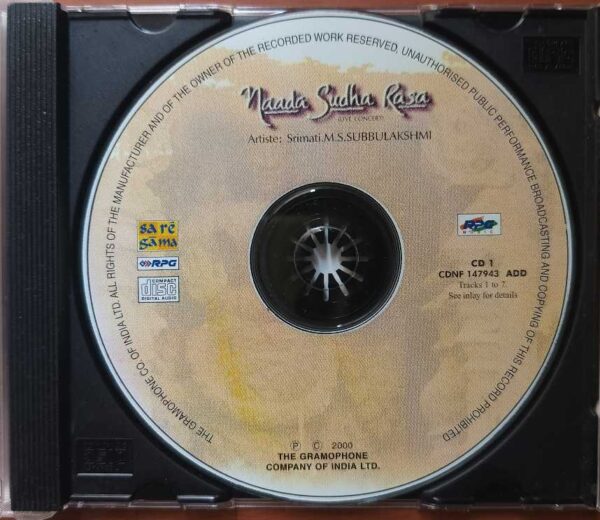 THE GRAMOPHONE CO. OF INDIA LTD. ALL RIGHTS OF THE MANUFACTURER AND OF THE OWNER OF THE RECORDED WORK RESERVED, UNAUTHORISED PUBLIC PERFORMANCE BROADCASTING AND COPYING OF THIS RECORD PROHIBITED
Naada Sudha Rasa
(LIVE CONCERT)
Artiste: Srimati.M.S.SUBBULAKSHMI
sa rē
gama
RPG
COMPACT
disc
DIGITAL AUDIO
RPG
CD 1
CDNF 147943 ADD
Tracks 1 to 7
See inlay for details
Ⓟ Ⓒ 2000
THE GRAMOPHONE
COMPANY OF INDIA LTD.